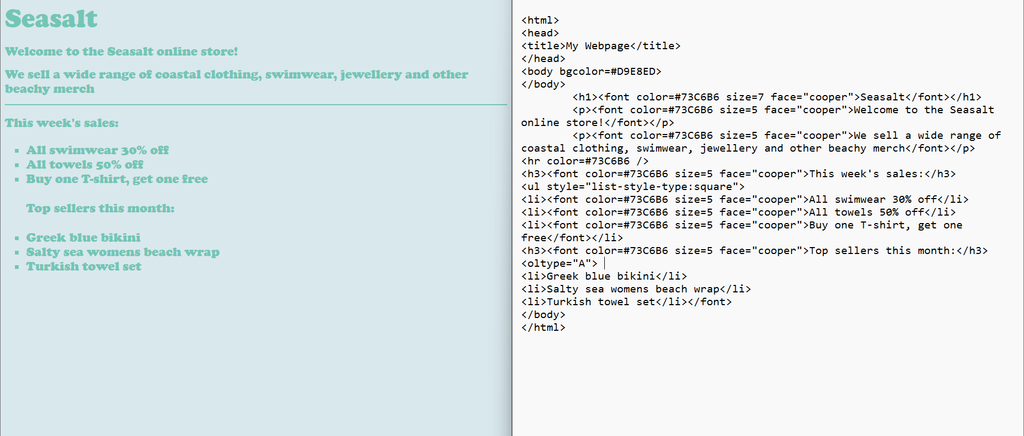 Seasalt
Welcome to the Seasalt online store!
We sell a wide range of coastal clothing, swimwear, jewellery and other
beachy merch
This week's sales:
All swimwear 30% off
All towels 50% off
Buy one T-shirt, get one free
Top sellers this month:
Greek blue bikini
Salty sea womens beach wrap
Turkish towel set
<html>
<head>
<title>My Webpage</title>
</head>
<body bgcolor=#D9E8ED>
</body>
<h1><font color=#73C6B6 size=7 face="cooper">Seasalt</font></h1>
<p><font color=#73C6B6 size=5 face="cooper">Welcome to the Seasalt
online store!</font></p>
<p><font color=#73C6B6 size=5 face="cooper">We sell a wide range of
coastal clothing, swimwear, jewellery and other beachy merch</font></p>
<hr color=#73C6B6 />
<h3><font color=#73C6B6 size=5 face="cooper">This week's sales:</h3>
<ul style="list-style-type:square">
<li><font color=#73C6B6 size=5 face="cooper">All swimwear 30% off</li>
<li><font color=#73C6B6 size=5 face="cooper">All towels 50% off</li>
<li><font color=#73C6B6 size=5 face="cooper">Buy one T-shirt, get one
free</font></li>
<h3><font color=#73C6B6 size=5 face="cooper">Top sellers this month:</h3>
<oltype="A">
<li>Greek blue bikini</li>
<li>Salty sea womens beach wrap</li>
<li>Turkish towel set</li></font>
</body>
</html>